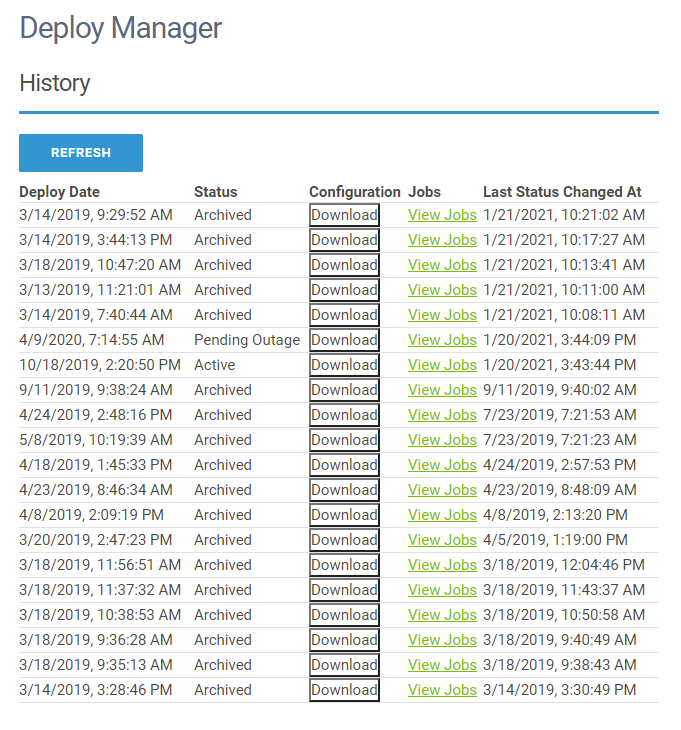 Deploy Manager
History
REFRESH
Deploy Date Status Configuration Jobs Last Status Changed At
3/14/2019, 9:29:52 AM Archived Download View Jobs 1/21/2021, 10:21:02 AM
3/14/2019, 3:44:13 PM Archived Download View Jobs 1/21/2021, 10:17:27 AM
3/18/2019, 10:47:20 AM Archived Download View Jobs 1/21/2021, 10:13:41 AM
3/13/2019, 11:21:01 AM Archived Download View Jobs 1/21/2021, 10:11:00 AM
3/14/2019, 7:40:44 AM Archived Download View Jobs 1/21/2021, 10:08:11 AM
4/9/2020, 7:14:55 AM Pending Outage Download View Jobs 1/20/2021, 3:44:09 PM
10/18/2019, 2:20:50 PM Active Download View Jobs 1/20/2021, 3:43:44 PM
9/11/2019, 9:38:24 AM Archived Download View Jobs 9/11/2019, 9:40:02 AM
4/24/2019, 2:48:16 PM Archived Download View Jobs 7/23/2019, 7:21:53 AM
5/8/2019, 10:19:39 AM Archived Download View Jobs 7/23/2019, 7:21:23 AM
4/18/2019, 1:45:33 PM Archived Download View Jobs 4/24/2019, 2:57:53 PM
4/23/2019, 8:46:34 AM Archived Download View Jobs 4/23/2019, 8:48:09 AM
4/8/2019, 2:09:19 PM Archived Download View Jobs 4/8/2019, 2:13:20 PM
3/20/2019, 2:47:23 PM Archived Download View Jobs 4/5/2019, 1:19:00 PM
3/18/2019, 11:56:51 AM Archived Download View Jobs 3/18/2019, 12:04:46 PM
3/18/2019, 11:37:32 AM Archived Download View Jobs 3/18/2019, 11:43:37 AM
3/18/2019, 10:38:53 AM Archived Download View Jobs 3/18/2019, 10:50:58 AM
3/18/2019, 9:36:28 AM Archived Download View Jobs 3/18/2019, 9:40:49 AM
3/18/2019, 9:35:13 AM Archived Download View Jobs 3/18/2019, 9:38:43 AM
3/14/2019, 3:28:46 PM Archived Download View Jobs 3/14/2019, 3:30:49 PM